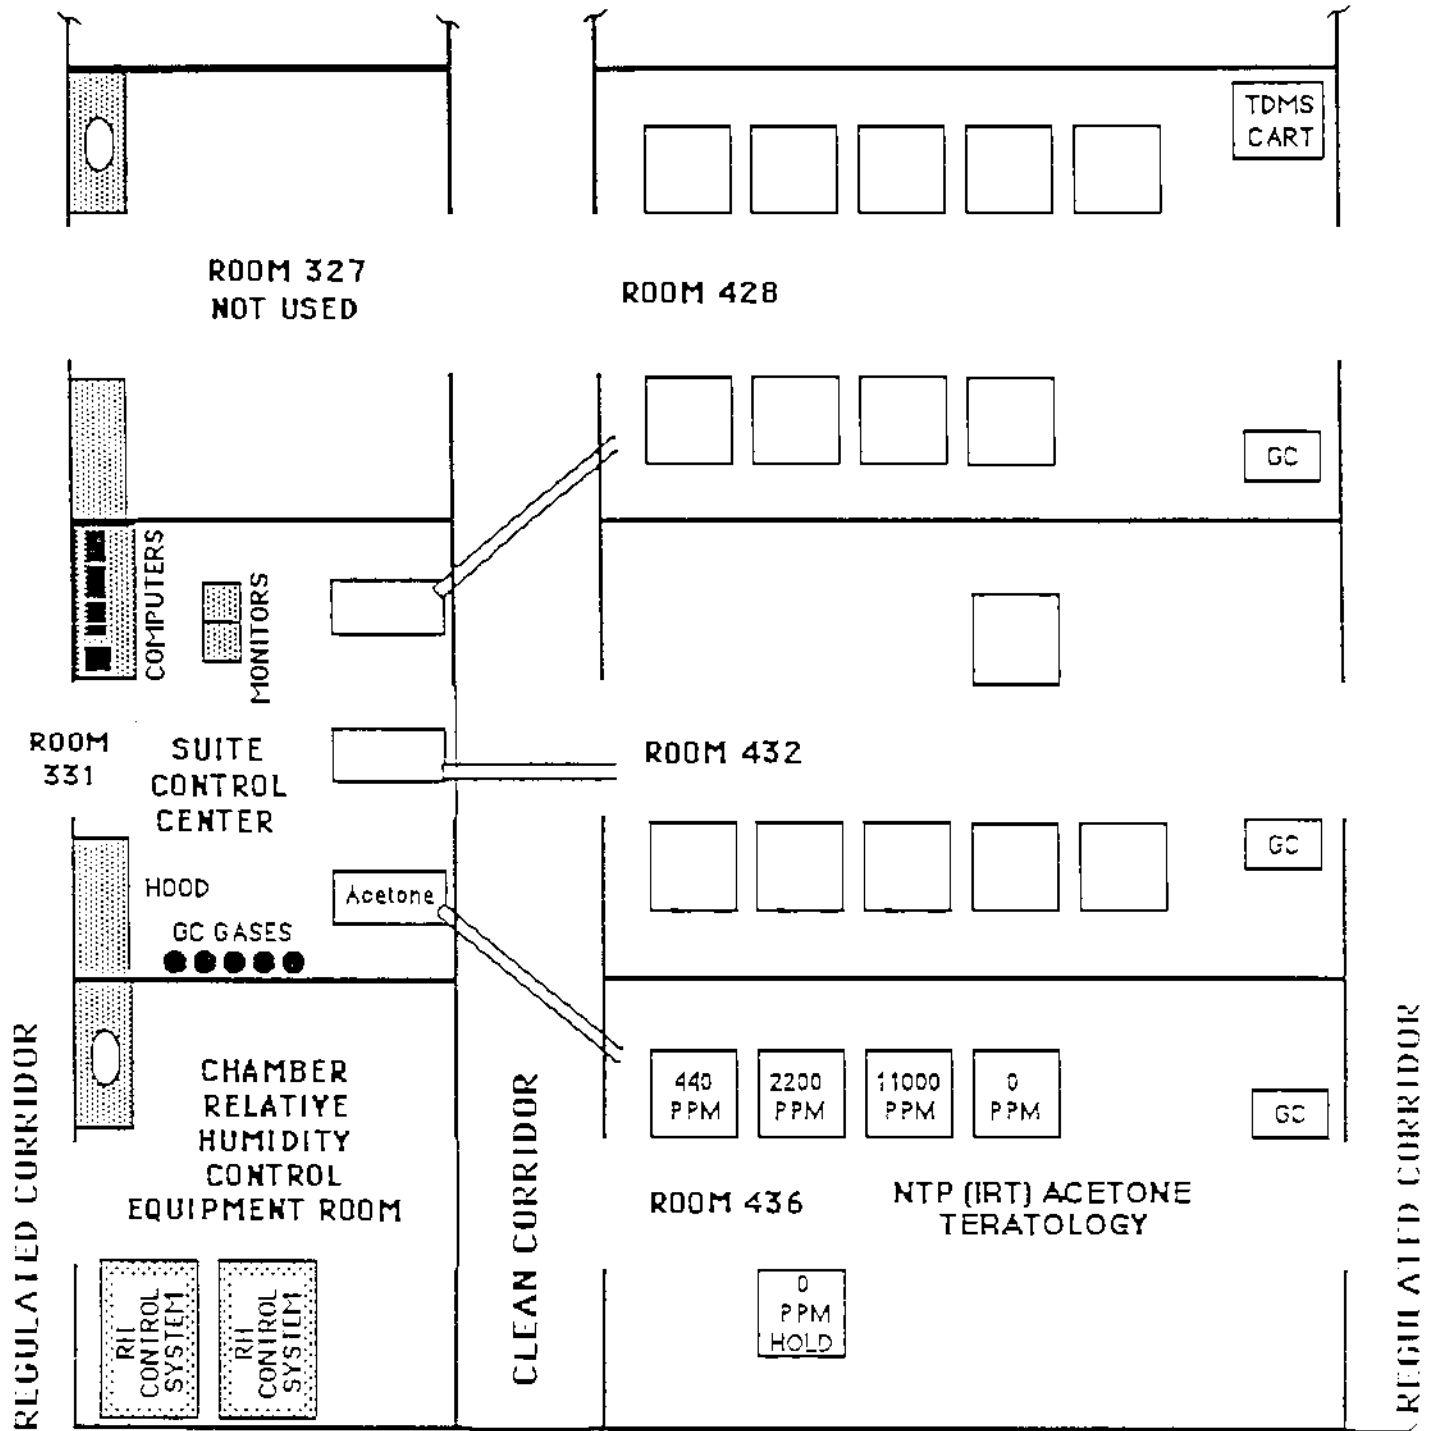 TDMS
CART
ROOM 327
NOT USED
ROOM 428
GC
COMPUTERS
MONITORS
ROOM
331
SUITE
CONTROL
CENTER
ROOM 432
GC
HOOD
Acetone
GC GASES
CHAMBER
RELATIVE
HUMIDITY
CONTROL
EQUIPMENT ROOM
440
PPM
2200
PPM
11000
PPM
0
PPM
GC
ROOM 436
NTP (IRT) ACETONE
TERATOLOGY
0
PPM
HOLD
RH
CONTROL
SYSTEM
RH
CONTROL
SYSTEM
REGULATED CORRIDOR
CLEAN CORRIDOR
REGULATED CORRIDOR